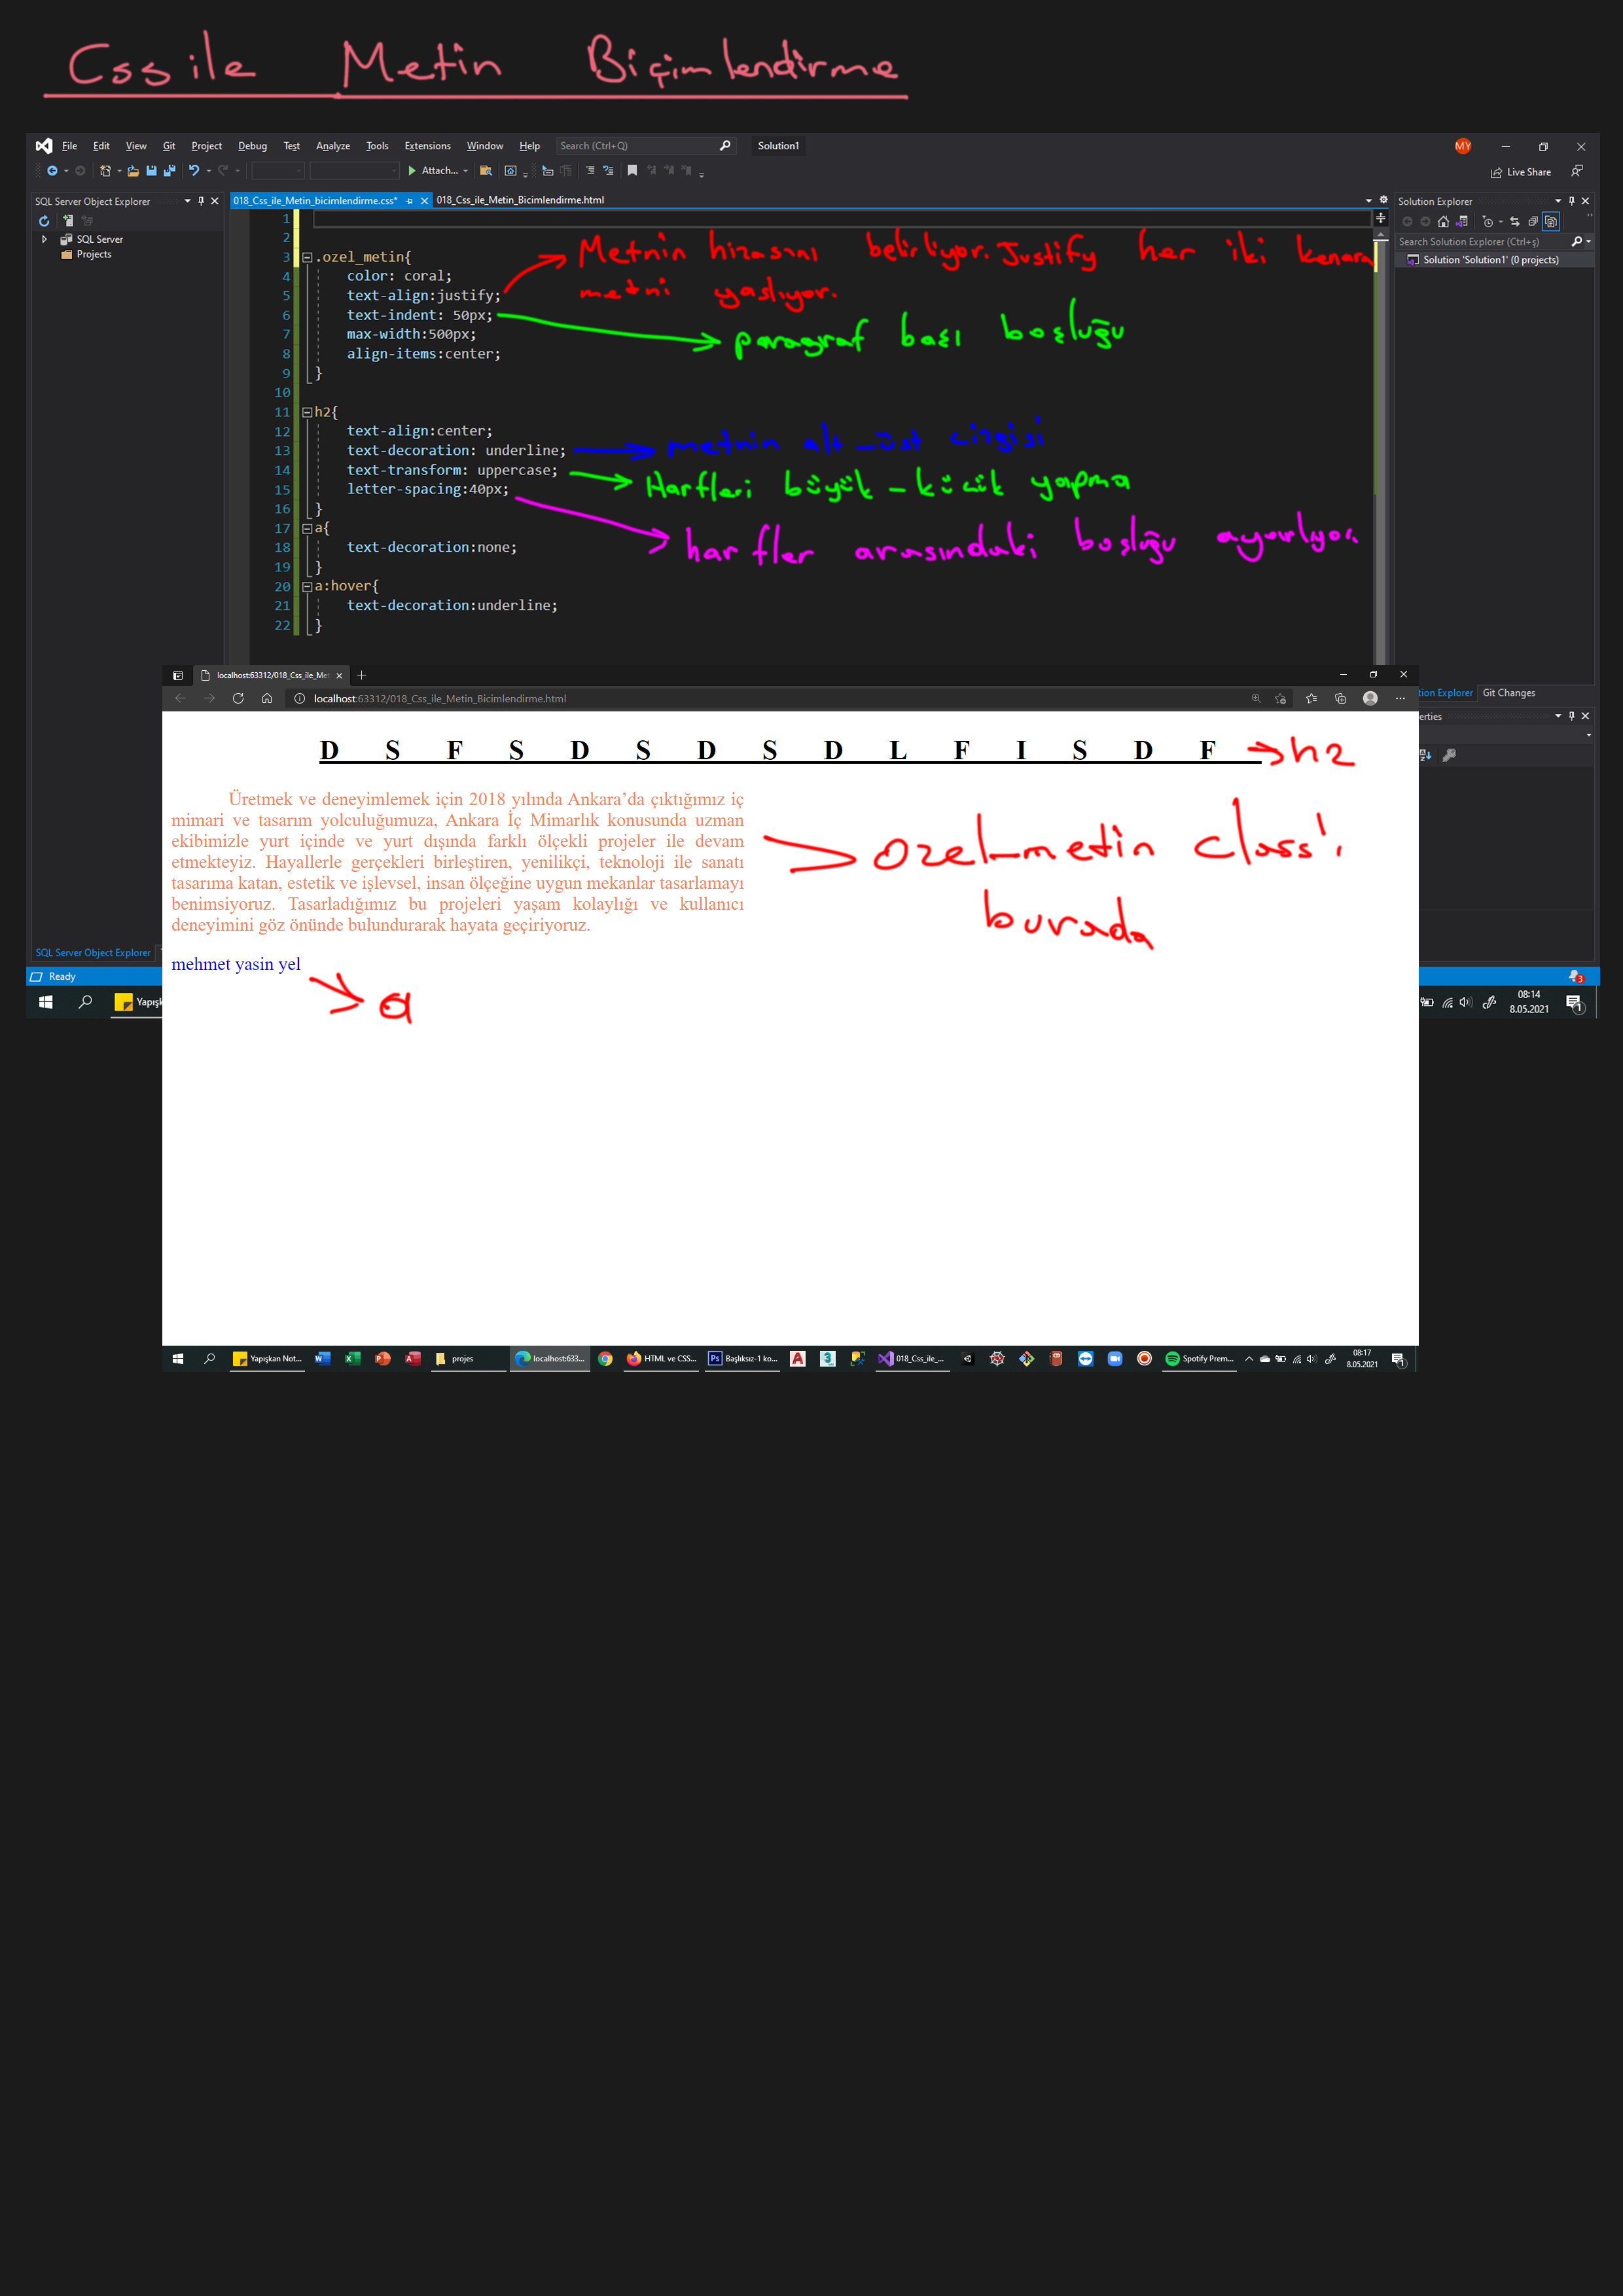 Css ile Metin Biçimlendirme
File Edit View Git Project Debug Test Analyze Tools Extensions Window Help Search (Ctrl+Q) Solution1 MY
Attach... Live Share
SQL Server Object Explorer
018_Css_ile_Metin_bicimlendirme.css* 018_Css_ile_Metin_Bicimlendirme.html
Solution Explorer
SQL Server
Projects
Search Solution Explorer (Ctrl+ş)
Solution 'Solution1' (0 projects)
1
2
3 .ozel_metin{
4 color: coral;
5 text-align:justify;
6 text-indent: 50px;
7 max-width:500px;
8 align-items:center;
9 }
10
11 h2{
12 text-align:center;
13 text-decoration: underline;
14 text-transform: uppercase;
15 letter-spacing:40px;
16 }
17 a{
18 text-decoration:none;
19 }
20 a:hover{
21 text-decoration:underline;
22 }
Metnin hizasını belirliyor. Justify her iki kenara
metni yaslıyor.
paragraf başı boşluğu
metnin alt-üst çizgisi
Harfleri büyük-küçük yapma
harfler arasındaki boşluğu ayarlıyor.
localhost:63312/018_Css_ile_Met
localhost:63312/018_Css_ile_Metin_Bicimlendirme.html
tion Explorer Git Changes
erties
D S F S D S D S D L F I S D F
h2
Üretmek ve deneyimlemek için 2018 yılında Ankara’da çıktığımız iç
mimari ve tasarım yolculuğumuza, Ankara İç Mimarlık konusunda uzman
ekibimizle yurt içinde ve yurt dışında farklı ölçekli projeler ile devam
etmekteyiz. Hayallerle gerçekleri birleştiren, yenilikçi, teknoloji ile sanatı
tasarıma katan, estetik ve işlevsel, insan ölçeğine uygun mekanlar tasarlamayı
benimsiyoruz. Tasarladığımız bu projeleri yaşam kolaylığı ve kullanıcı
deneyimini göz önünde bulundurarak hayata geçiriyoruz.
ozel_metin class'ı
burada
mehmet yasin yel
a
SQL Server Object Explorer
Ready
3
Yapışk
08:14
8.05.2021
1
Yapışkan Not... projes localhost:633... HTML ve CSS... Başlıksız-1 ko... 018_Css_ile_... Spotify Prem...
08:17
8.05.2021
1